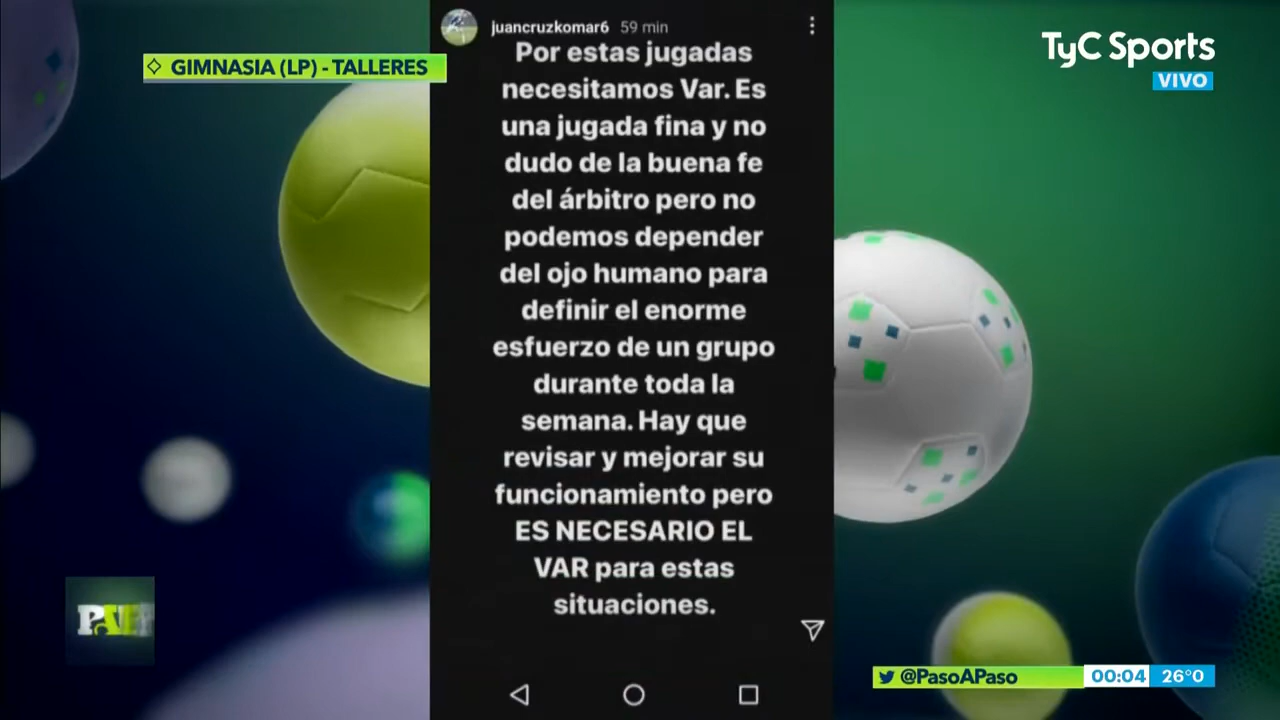 juancruzkomar6 59 min
TyC Sports
VIVO
GIMNASIA (LP) - TALLERES
Por estas jugadas
necesitamos Var. Es
una jugada fina y no
dudo de la buena fe
del árbitro pero no
podemos depender
del ojo humano para
definir el enorme
esfuerzo de un grupo
durante toda la
semana. Hay que
revisar y mejorar su
funcionamiento pero
ES NECESARIO EL
VAR para estas
situaciones.
@PasoAPaso 00:04 26°0